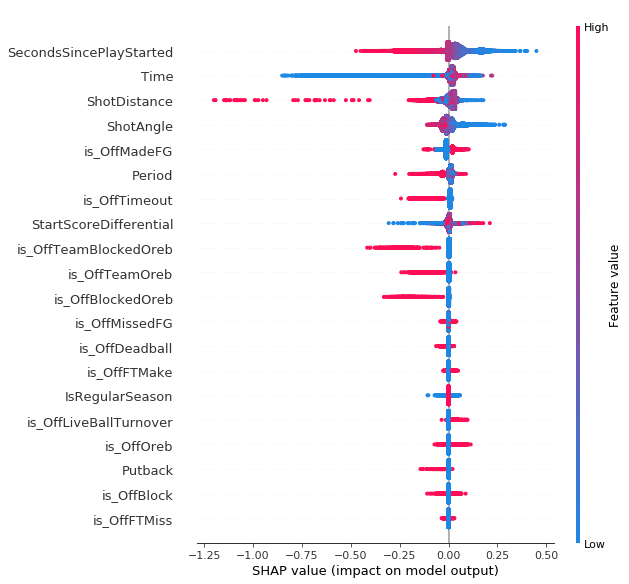 High
SecondsSincePlayStarted
Time
ShotDistance
ShotAngle
is_OffMadeFG
Period
is_OffTimeout
StartScoreDifferential
is_OffTeamBlockedOreb
is_OffTeamOreb
is_OffBlockedOreb
is_OffMissedFG
is_OffDeadball
is_OffFTMake
IsRegularSeason
is_OffLiveBallTurnover
is_OffOreb
Putback
is_OffBlock
is_OffFTMiss
Feature value
Low
−1.25 −1.00 −0.75 −0.50 −0.25 0.00 0.25 0.50
SHAP value (impact on model output)